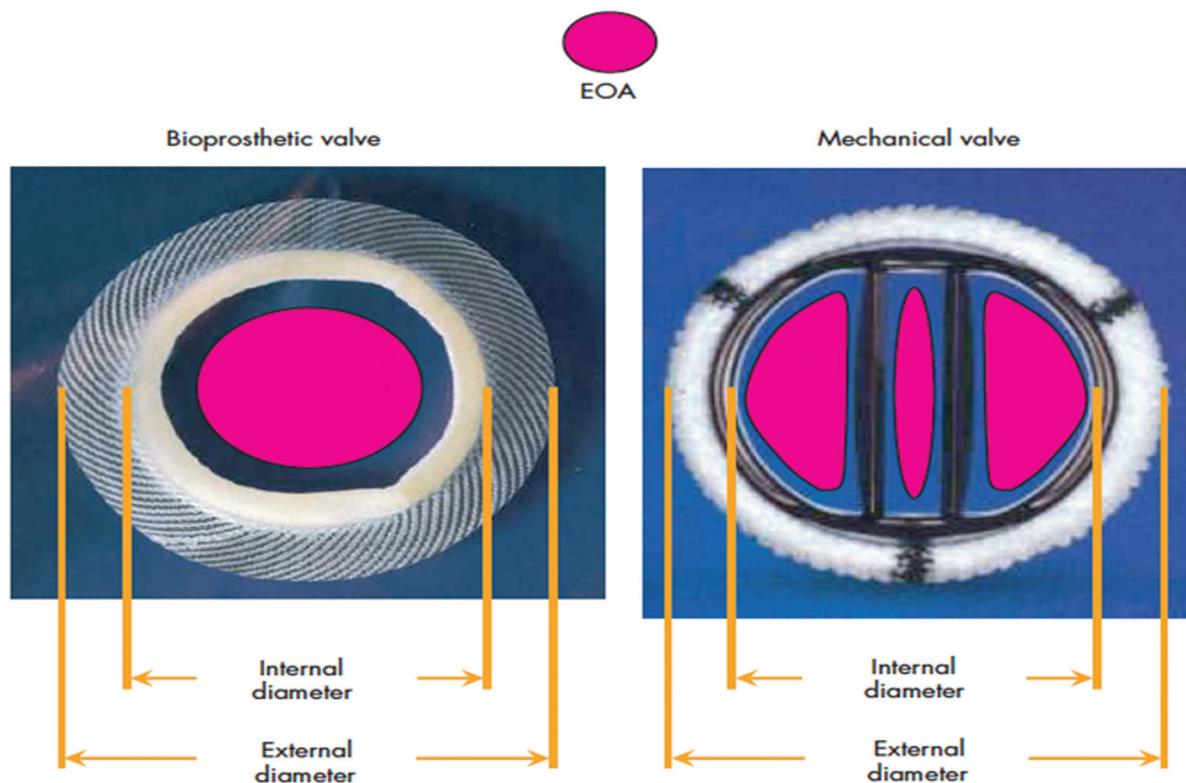 EOA
Bioprosthetic valve
Mechanical valve
Internal
diameter
External
diameter
Internal
diameter
External
diameter